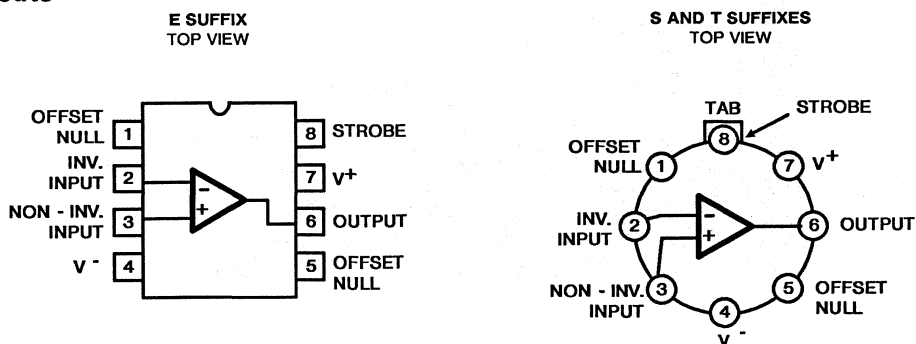 E SUFFIX
TOP VIEW
OFFSET
NULL
1
INV.
INPUT
2
NON - INV.
INPUT
3
V -
4
-
+
8
STROBE
7
V+
6
OUTPUT
5
OFFSET
NULL
S AND T SUFFIXES
TOP VIEW
TAB
STROBE
8
OFFSET
NULL
1
7
V+
INV.
INPUT
2
-
+
6
OUTPUT
NON - INV.
INPUT
3
5
OFFSET
NULL
4
V -